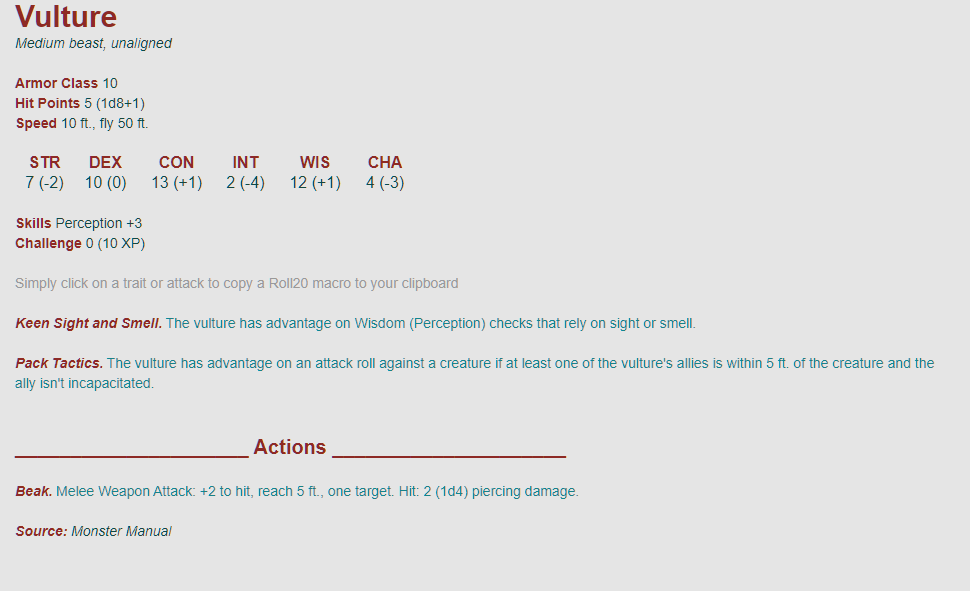 Vulture
Medium beast, unaligned
Armor Class 10
Hit Points 5 (1d8+1)
Speed 10 ft., fly 50 ft.
STR DEX CON INT WIS CHA
7 (-2) 10 (0) 13 (+1) 2 (-4) 12 (+1) 4 (-3)
Skills Perception +3
Challenge 0 (10 XP)
Simply click on a trait or attack to copy a Roll20 macro to your clipboard
Keen Sight and Smell. The vulture has advantage on Wisdom (Perception) checks that rely on sight or smell.
Pack Tactics. The vulture has advantage on an attack roll against a creature if at least one of the vulture's allies is within 5 ft. of the creature and the
ally isn't incapacitated.
_____________________ Actions _____________________
Beak. Melee Weapon Attack: +2 to hit, reach 5 ft., one target. Hit: 2 (1d4) piercing damage.
Source: Monster Manual